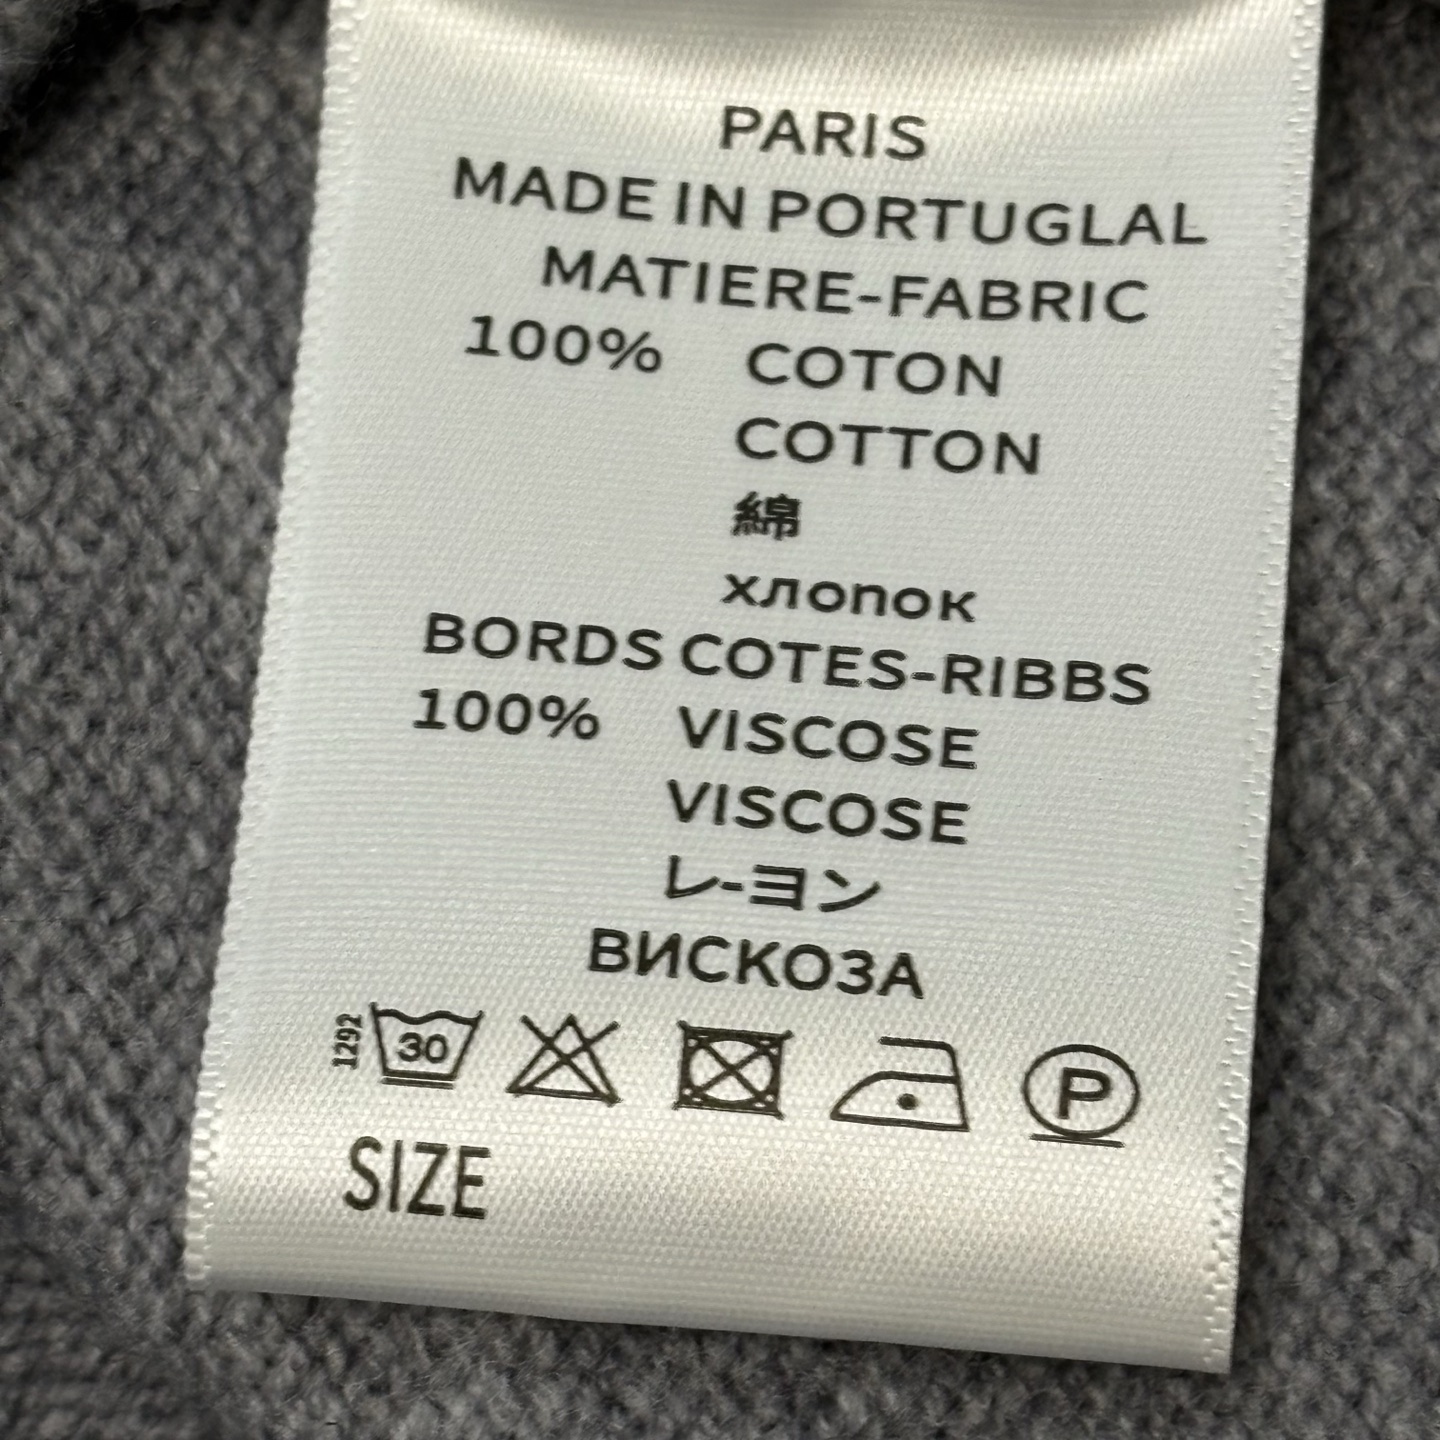 PARIS
MADE IN PORTUGLAL
MATIERE-FABRIC
100% COTON
COTTON
綿
хлопок
BORDS COTES-RIBBS
100% VISCOSE
VISCOSE
レ-ヨン
ВИСКОЗА
1292 30 P
SIZE